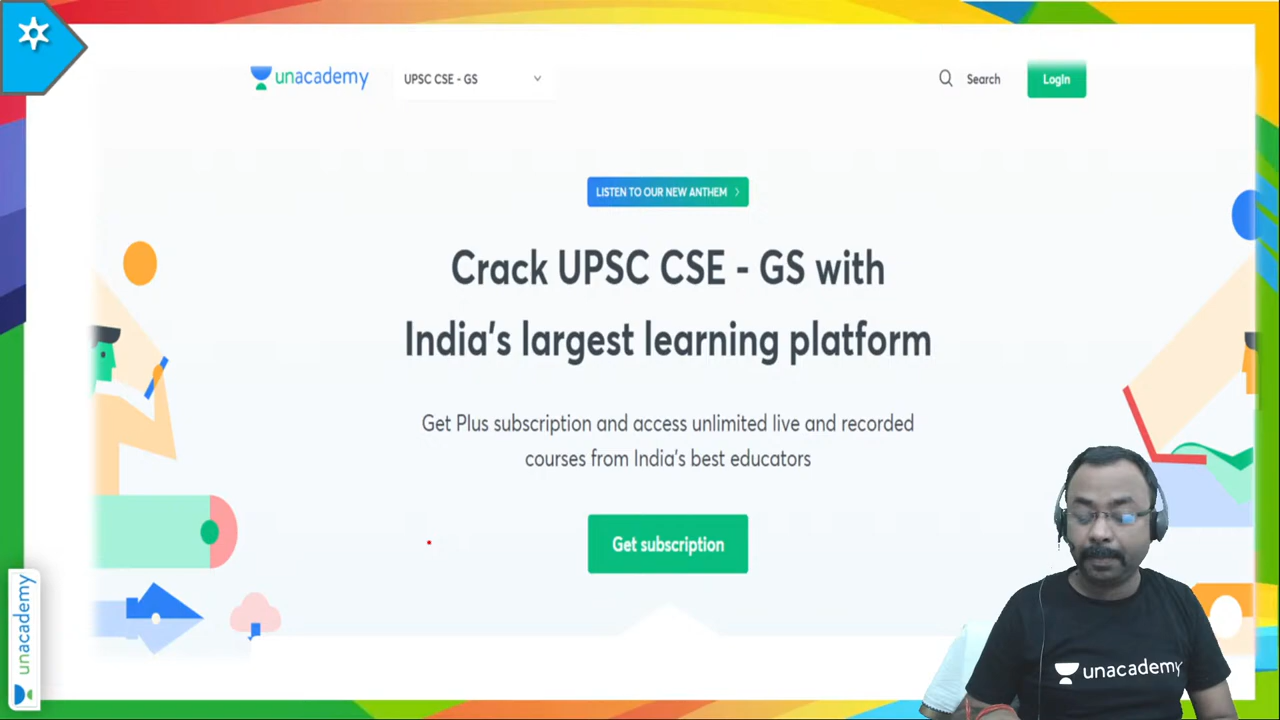 unacademy
UPSC CSE - GS
Search
LogIn
LISTEN TO OUR NEW ANTHEM
Crack UPSC CSE - GS with
India's largest learning platform
Get Plus subscription and access unlimited live and recorded
courses from India's best educators
Get subscription
unacademy
unacademy